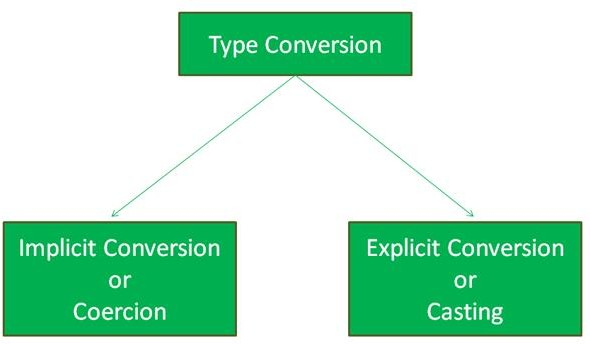 Type Conversion
Implicit Conversion
or
Coercion
Explicit Conversion
or
Casting